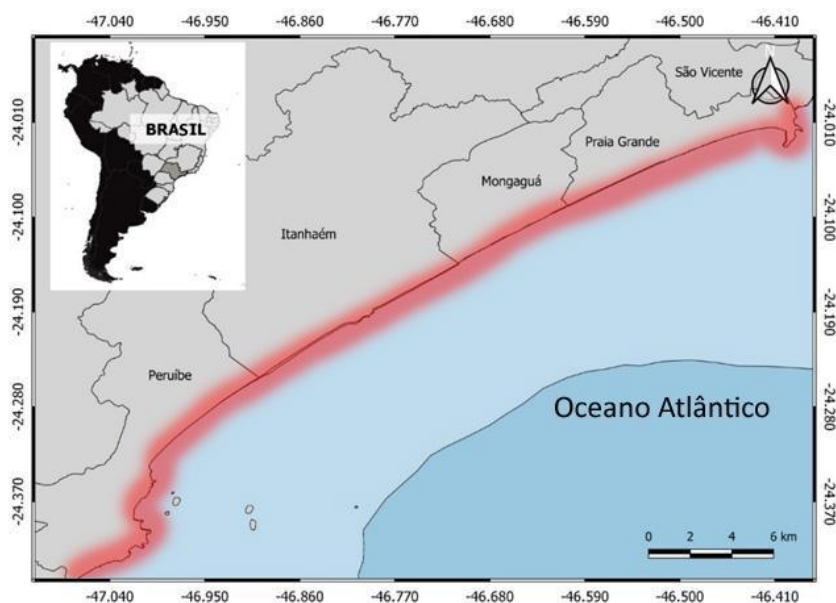 -47.040 -46.950 -46.860 -46.770 -46.680 -46.590 -46.500 -46.410
N
São Vicente
BRASIL
-24.010 -24.010
Praia Grande
Mongaguá
-24.100 -24.100
Itanhaém
-24.190 -24.190
Peruíbe
-24.280 -24.280
Oceano Atlântico
-24.370 -24.370
0 2 4 6 km
-47.040 -46.950 -46.860 -46.770 -46.680 -46.590 -46.500 -46.410